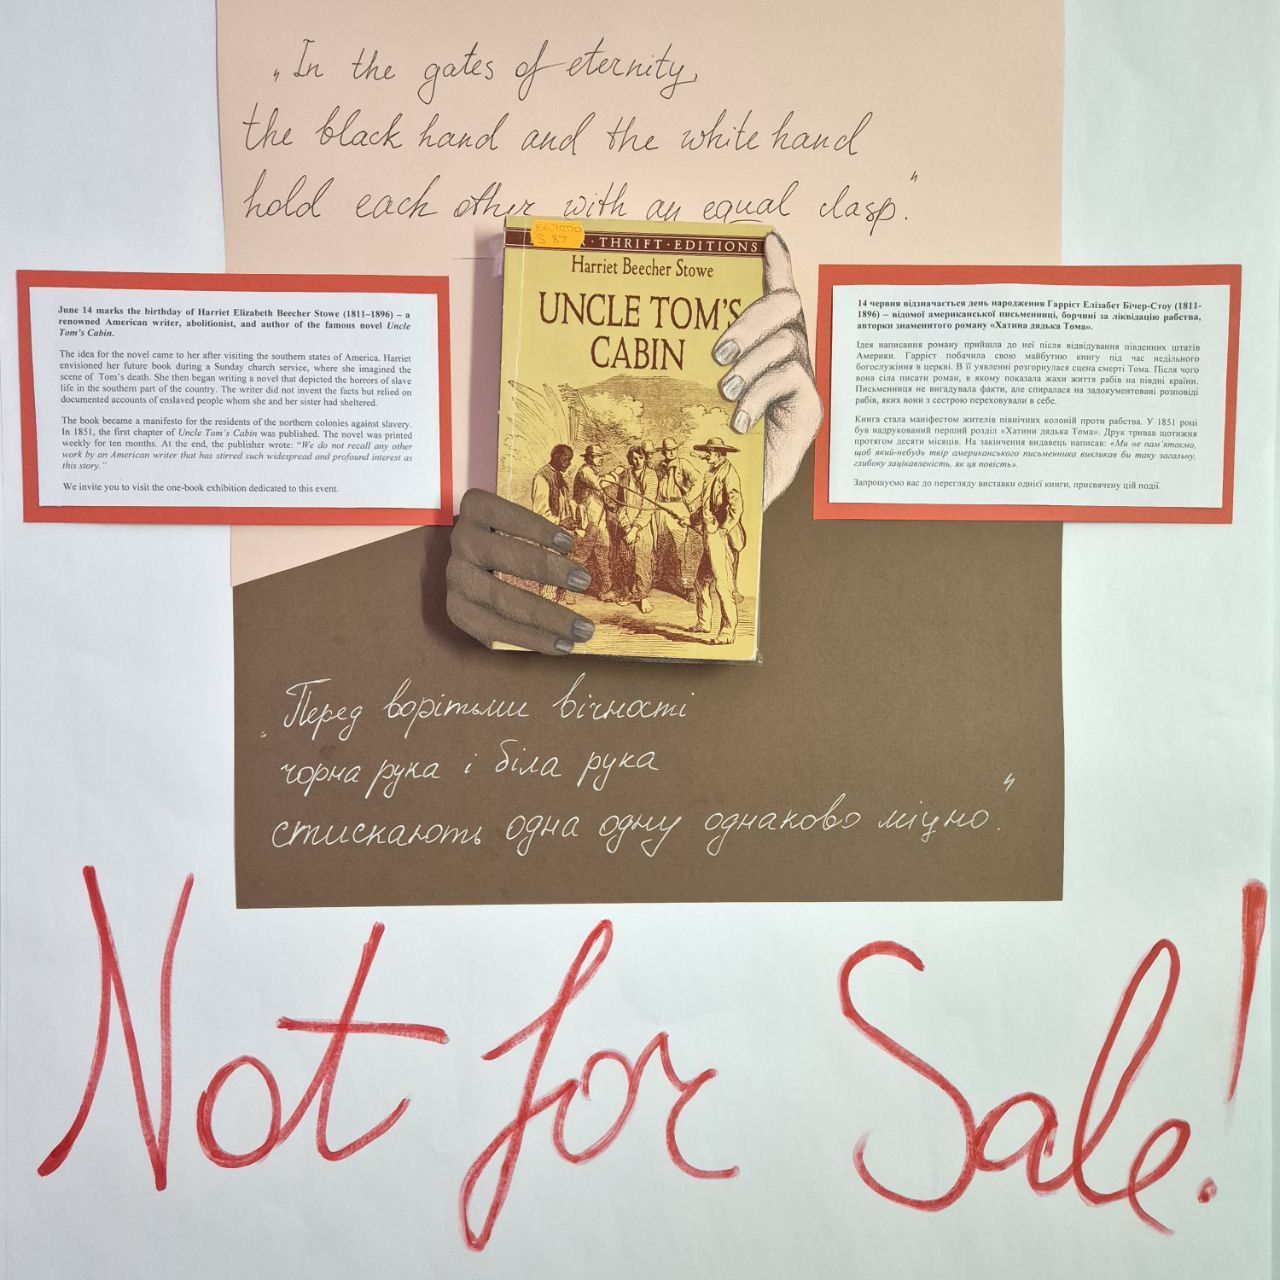 „In the gates of eternity,
the black hand and the white hand
hold each other with an equal clasp.”
S 87
THRIFT · EDITIONS
Harriet Beecher Stowe
UNCLE TOM'S
CABIN
June 14 marks the birthday of Harriet Elizabeth Beecher Stowe (1811–1896) – a
renowned American writer, abolitionist, and author of the famous novel Uncle
Tom's Cabin.
The idea for the novel came to her after visiting the southern states of America. Harriet
envisioned her future book during a Sunday church service, where she imagined the
scene of Tom's death. She then began writing a novel that depicted the horrors of slave
life in the southern part of the country. The writer did not invent the facts but relied on
documented accounts of enslaved people whom she and her sister had sheltered.
The book became a manifesto for the residents of the northern colonies against slavery.
In 1851, the first chapter of Uncle Tom's Cabin was published. The novel was printed
weekly for ten months. At the end, the publisher wrote: “We do not recall any other
work by an American writer that has stirred such widespread and profound interest as
this story.”
We invite you to visit the one-book exhibition dedicated to this event.
14 червня відзначається день народження Гаррієт Елізабет Бічер-Стоу (1811-
1896) – відомої американської письменниці, борчині за ліквідацію рабства,
авторки знаменитого роману «Хатина дядька Тома».
Ідея написання роману прийшла до неї після відвідування південних штатів
Америки. Гаррієт побачила свою майбутню книгу під час недільного
богослужіння в церкві. В її уявленні розгорнулася сцена смерті Тома. Після чого
вона сіла писати роман, в якому показала жахи життя рабів на півдні країни.
Письменниця не вигадувала факти, але спиралася на задокументовані розповіді
рабів, яких вони з сестрою переховували в себе.
Книга стала маніфестом жителів північних колоній проти рабства. У 1851 році
був надрукований перший розділ «Хатини дядька Тома». Друк тривав щотижня
протягом десяти місяців. На закінчення видавець написав: «Ми не пам'ятаємо,
щоб який-небудь твір американського письменника викликав би таку загальну,
глибоку зацікавленість, як ця повість».
Запрошуємо вас до перегляду виставки однієї книги, присвячену цій події.
„Перед ворітьми вічності
чорна рука і біла рука
стискають одна одну однаково міцно.”
Not for Sale!